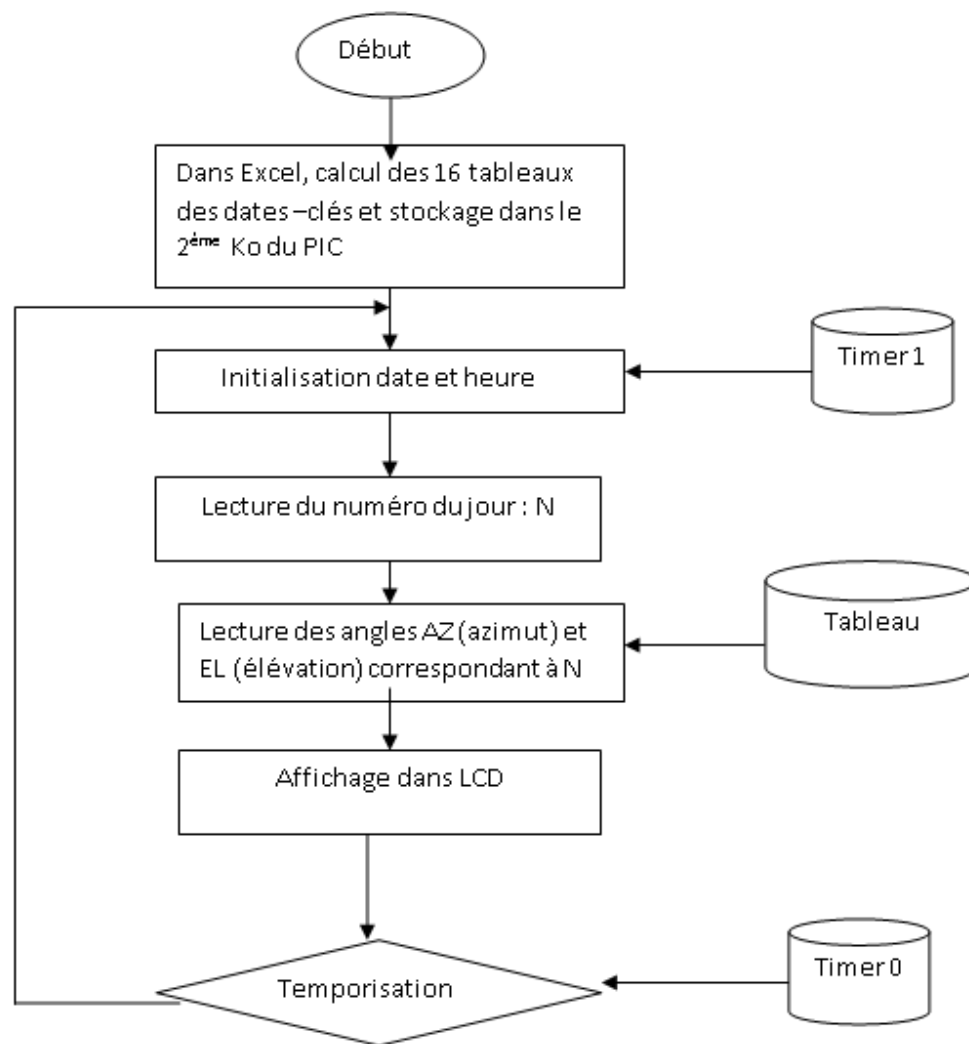 Début
Dans Excel, calcul des 16 tableaux
des dates –clés et stockage dans le
2ème Ko du PIC
Initialisation date et heure
Timer 1
Lecture du numéro du jour : N
Lecture des angles AZ (azimut) et
EL (élévation) correspondant à N
Tableau
Affichage dans LCD
Temporisation
Timer 0